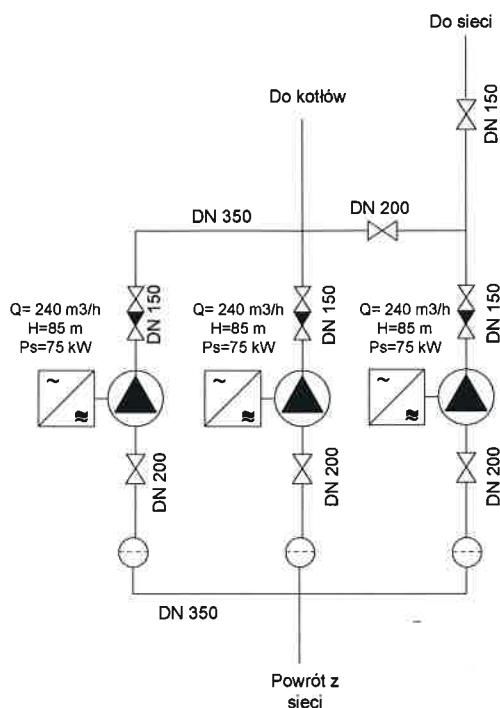 Do sieci
DN 150
Do kotłów
DN 350
DN 200
Q= 240 m3/h
H=85 m
Ps=75 kW
DN 150
Q= 240 m3/h
H=85 m
Ps=75 kW
DN 150
Q= 240 m3/h
H=85 m
Ps=75 kW
DN 150
~
≋
~
≋
~
≋
DN 200
DN 200
DN 200
DN 350
Powrót z
sieci